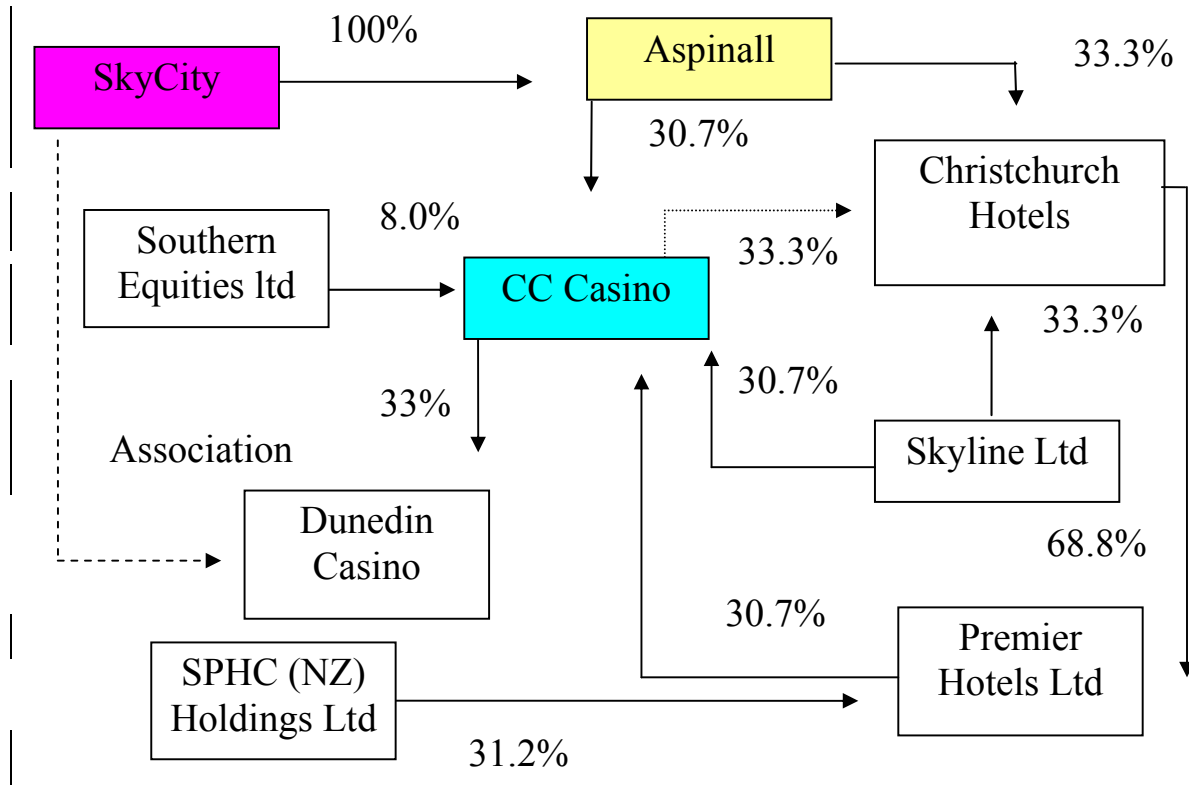 100%
SkyCity
Aspinall
33.3%
30.7%
Christchurch
Hotels
8.0%
Southern
Equities ltd
33.3%
CC Casino
33.3%
30.7%
33%
Association
Skyline Ltd
Dunedin
Casino
68.8%
30.7%
Premier
Hotels Ltd
SPHC (NZ)
Holdings Ltd
31.2%